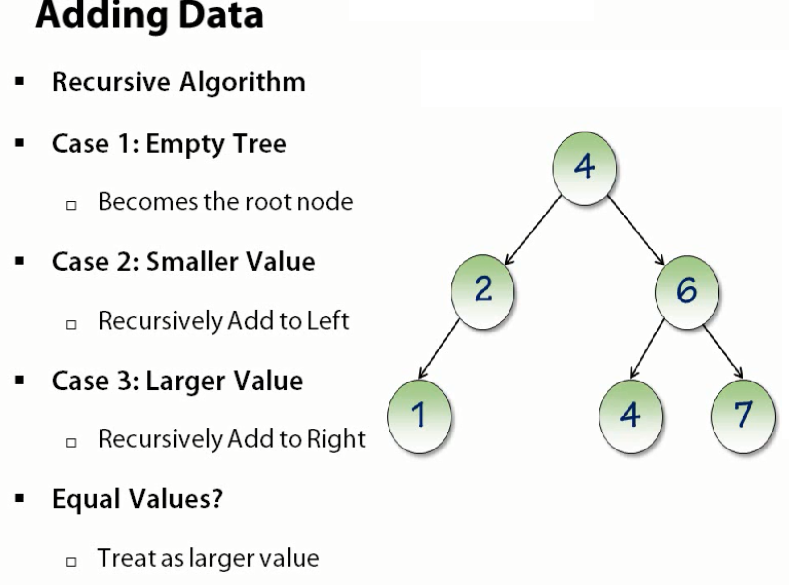 Adding Data
▪ Recursive Algorithm
▪ Case 1: Empty Tree
▫ Becomes the root node
▪ Case 2: Smaller Value
▫ Recursively Add to Left
▪ Case 3: Larger Value
▫ Recursively Add to Right
▪ Equal Values?
▫ Treat as larger value
4
2
6
1
4
7